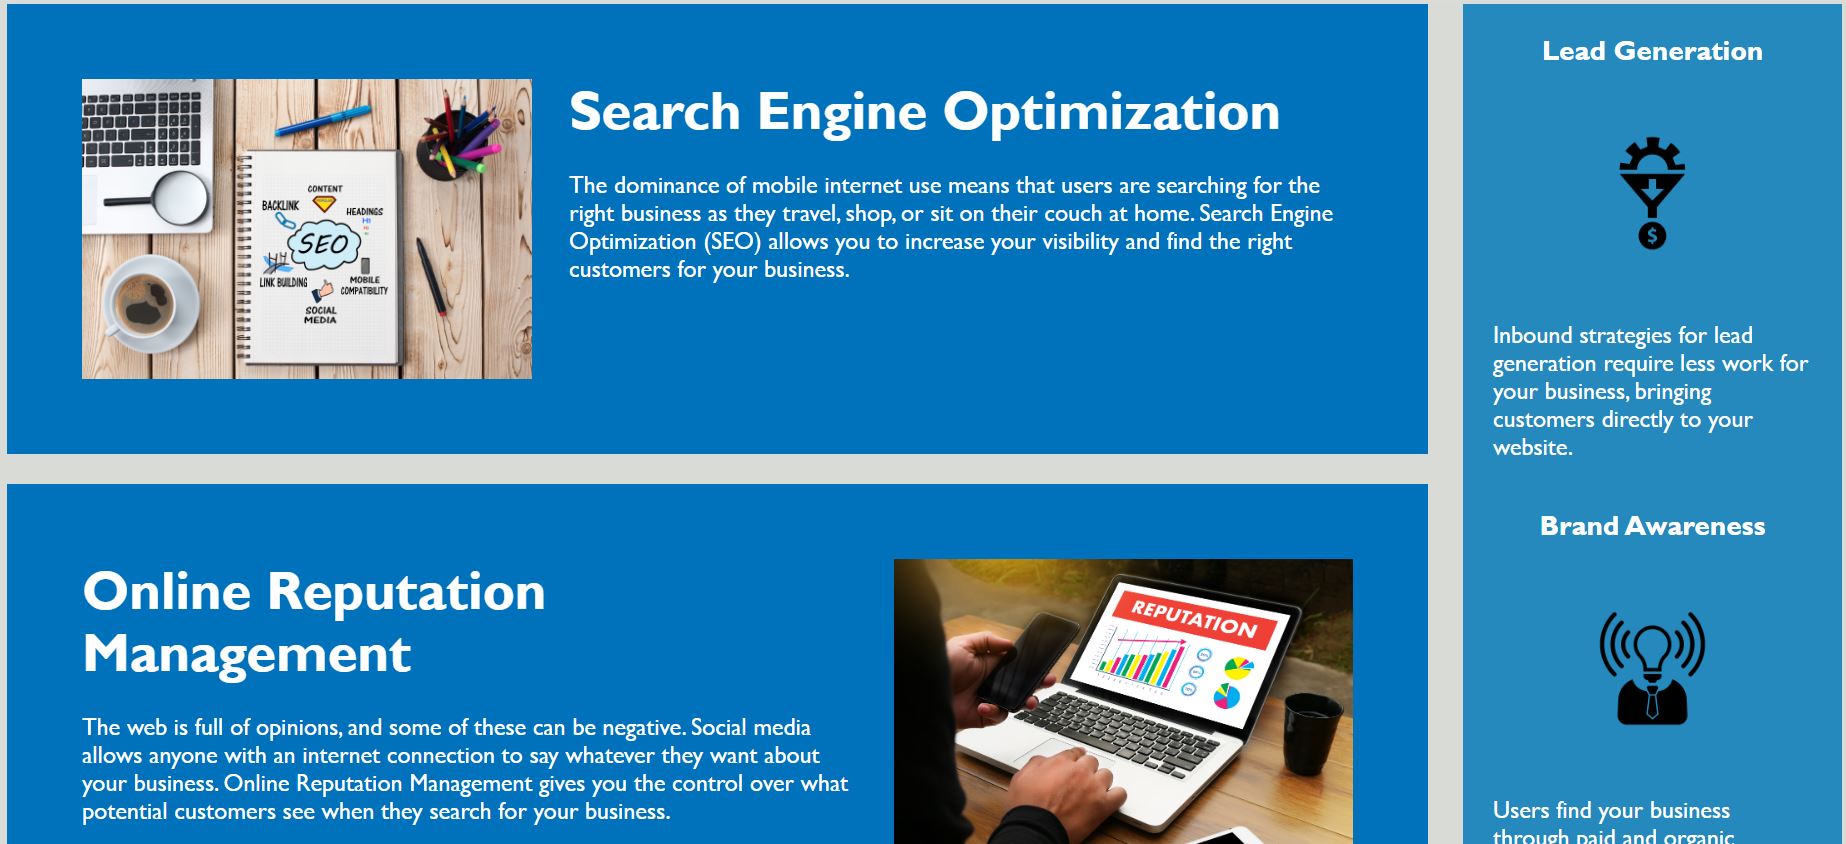 Search Engine Optimization
The dominance of mobile internet use means that users are searching for the
right business as they travel, shop, or sit on their couch at home. Search Engine
Optimization (SEO) allows you to increase your visibility and find the right
customers for your business.
CONTENT
BACKLINK
HEADINGS
H1
SEO
LINK BUILDING
MOBILE
COMPATIBILITY
SOCIAL
MEDIA
Online Reputation
Management
The web is full of opinions, and some of these can be negative. Social media
allows anyone with an internet connection to say whatever they want about
your business. Online Reputation Management gives you the control over what
potential customers see when they search for your business.
REPUTATION
Lead Generation
$
Inbound strategies for lead
generation require less work for
your business, bringing
customers directly to your
website.
Brand Awareness
Users find your business
through paid and organic